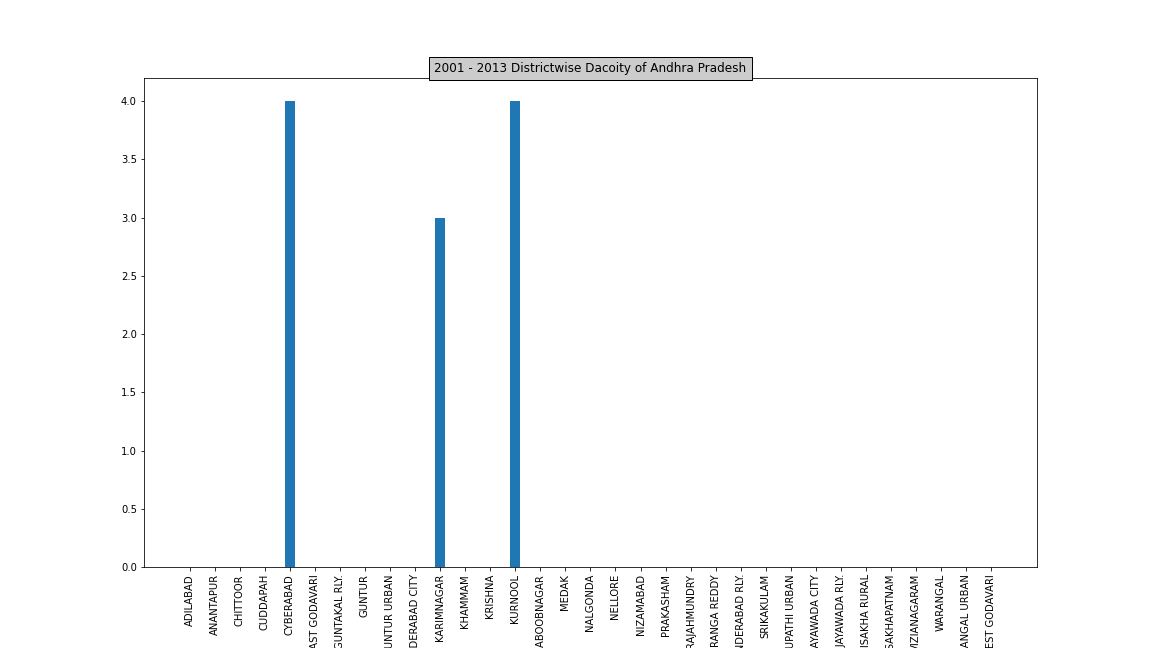 2001 - 2013 Districtwise Dacoity of Andhra Pradesh
4.0
3.5
3.0
2.5
2.0
1.5
1.0
0.5
0.0
ADILABAD
ANANTAPUR
CHITTOOR
CUDDAPAH
CYBERABAD
AST GODAVARI
GUNTAKAL RLY.
GUNTUR
UNTUR URBAN
DERABAD CITY
KARIMNAGAR
KHAMMAM
KRISHNA
KURNOOL
ABOOBNAGAR
MEDAK
NALGONDA
NELLORE
NIZAMABAD
PRAKASHAM
RAJAHMUNDRY
RANGA REDDY
NDERABAD RLY.
SRIKAKULAM
UPATHI URBAN
AYAWADA CITY
JAYAWADA RLY.
ISAKHA RURAL
SAKHAPATNAM
IZIANAGARAM
WARANGAL
ANGAL URBAN
EST GODAVARI